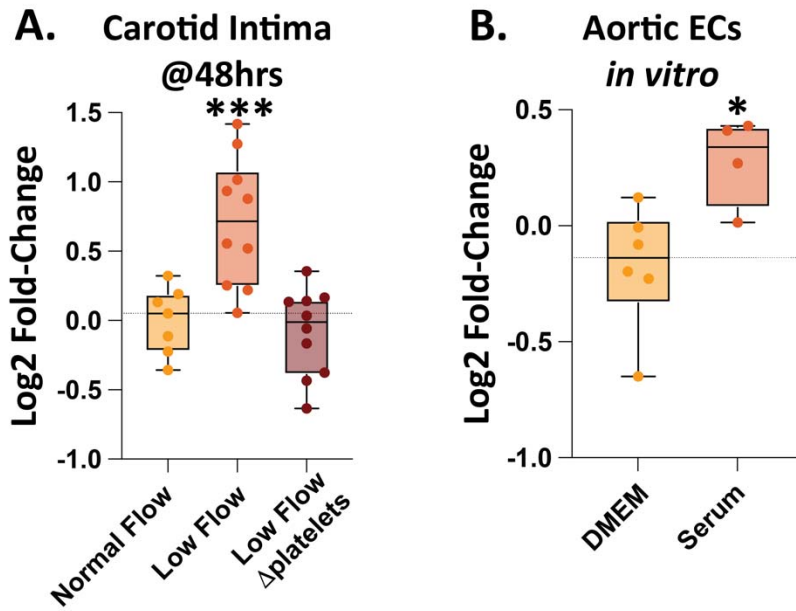 A. Carotid Intima
@48hrs
***
Log2 Fold-Change
1.5
1.0
0.5
0.0
-0.5
-1.0
Normal Flow
Low Flow
Low Flow
Δplatelets
B. Aortic ECs
in vitro
*
Log2 Fold-Change
0.5
0.0
-0.5
-1.0
DMEM
Serum